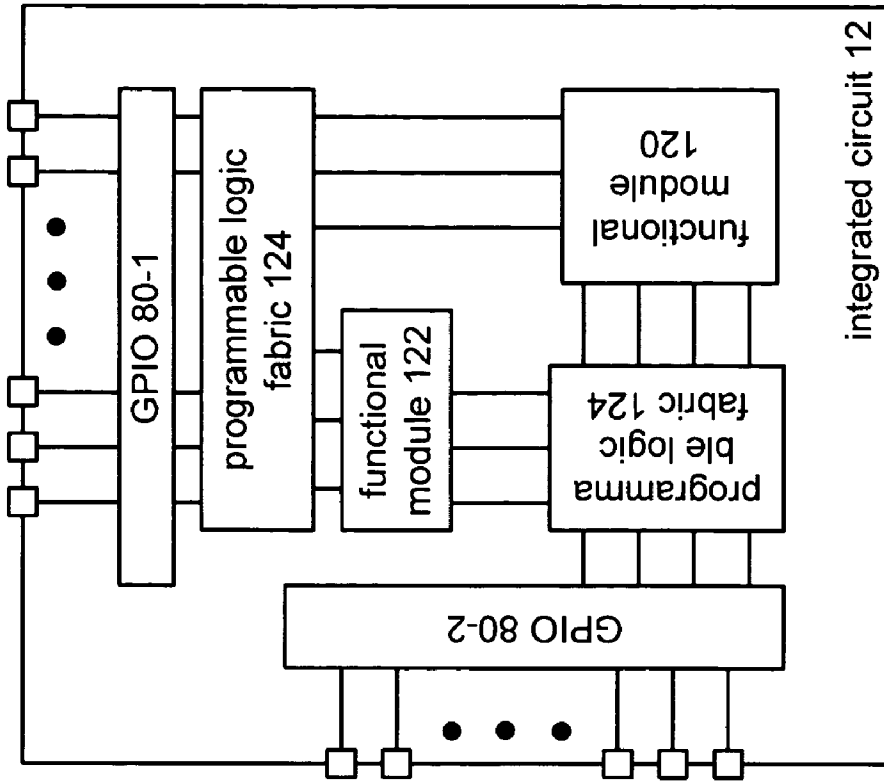 GPIO 80-1
programmable logic
fabric 124
functional
module 122
functional
module
120
programma
ble logic
fabric 124
GPIO 80-2
integrated circuit 12